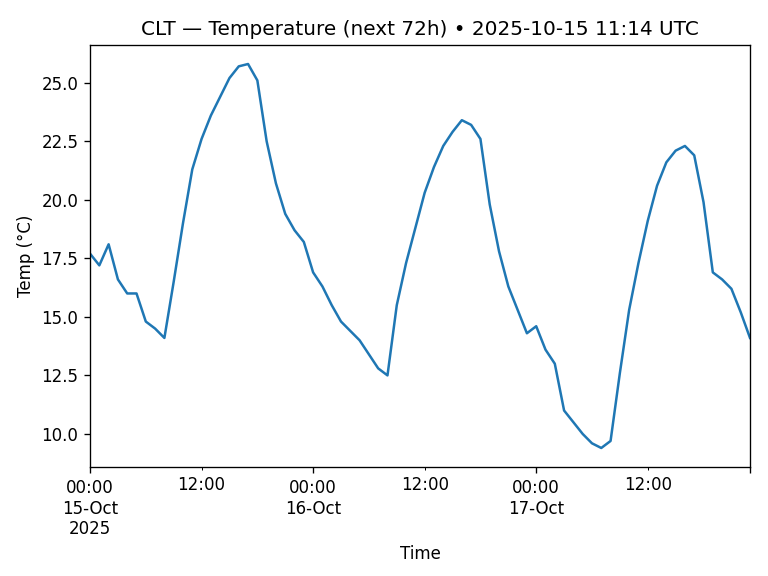 CLT — Temperature (next 72h) • 2025-10-15 11:14 UTC
Temp (°C)
25.0
22.5
20.0
17.5
15.0
12.5
10.0
00:00 12:00 00:00 12:00 00:00 12:00
15-Oct 16-Oct 17-Oct
2025
Time